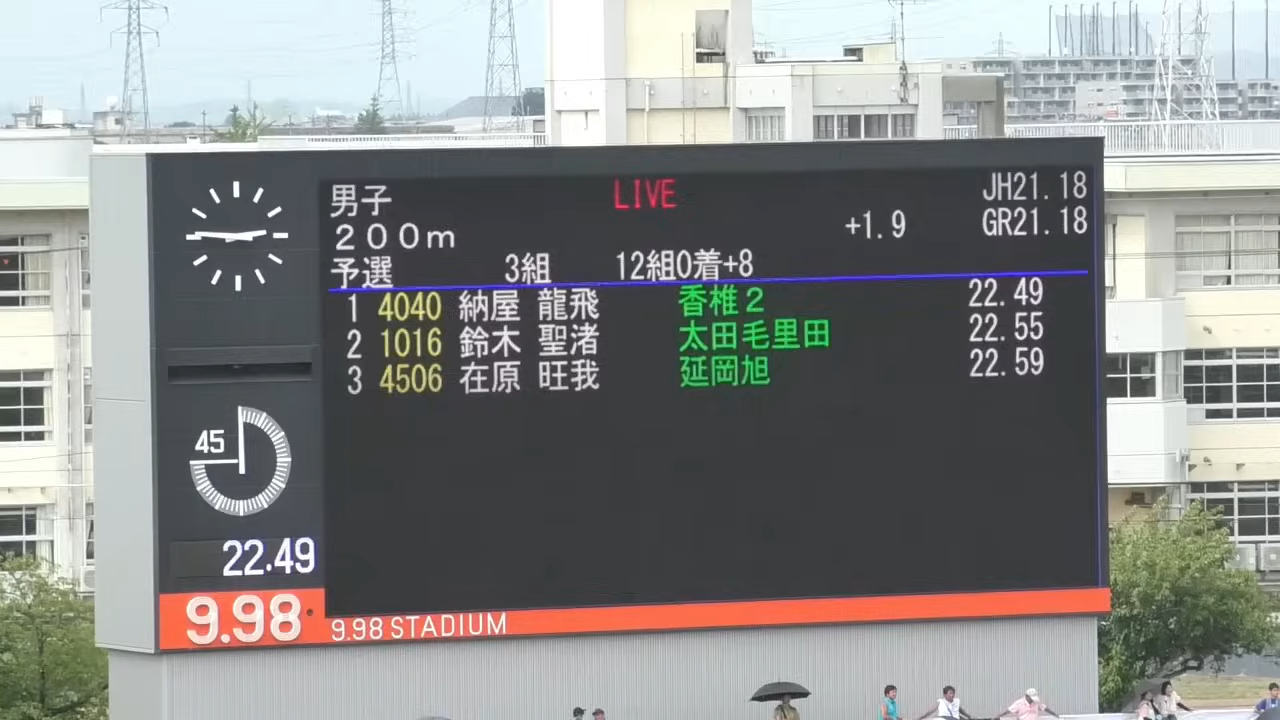 男子 LIVE JH21.18
200m +1.9 GR21.18
予選 3組 12組0着+8
1 4040 納屋 龍飛 香椎2 22.49
2 1016 鈴木 聖渚 太田毛里田 22.55
3 4506 在原 旺我 延岡旭 22.59
45
22.49
9.98
9.98 STADIUM